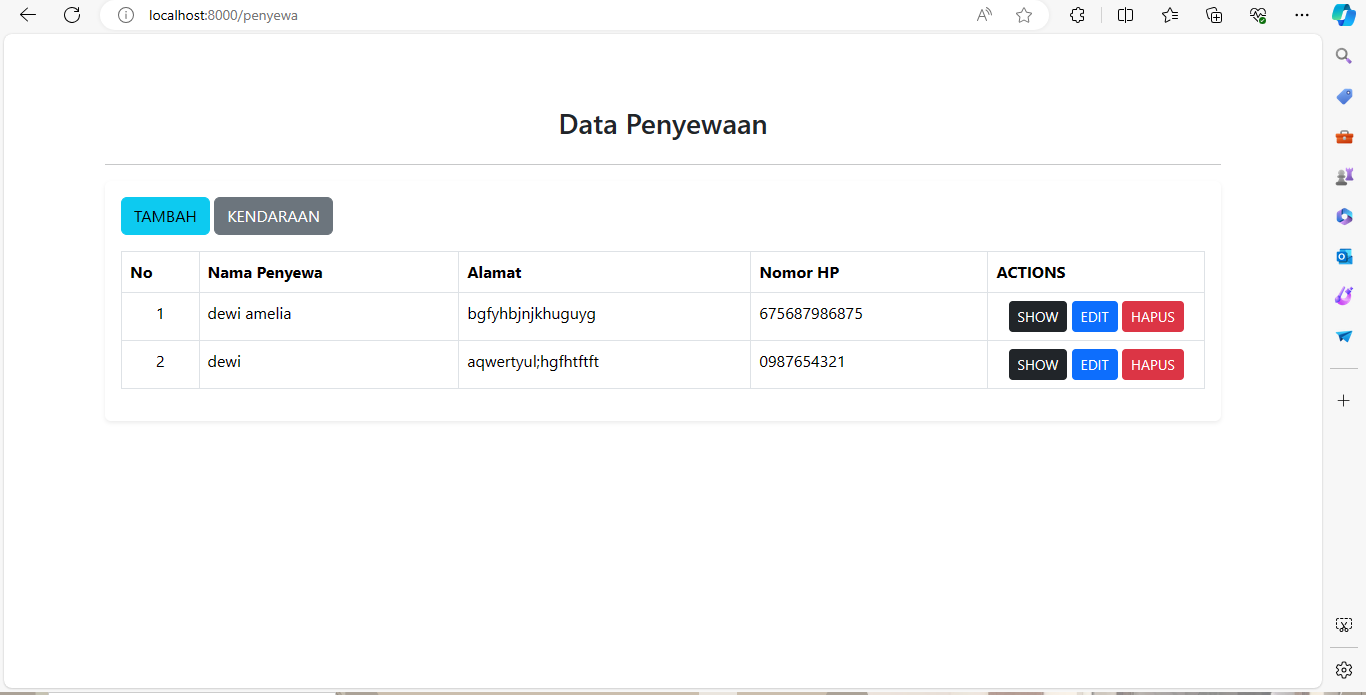 localhost:8000/penyewa
Data Penyewaan
TAMBAH KENDARAAN
No Nama Penyewa Alamat Nomor HP ACTIONS
1 dewi amelia bgfyhbjnjkhuguyg 675687986875 SHOW EDIT HAPUS
2 dewi aqwertyul;hgfhtftft 0987654321 SHOW EDIT HAPUS